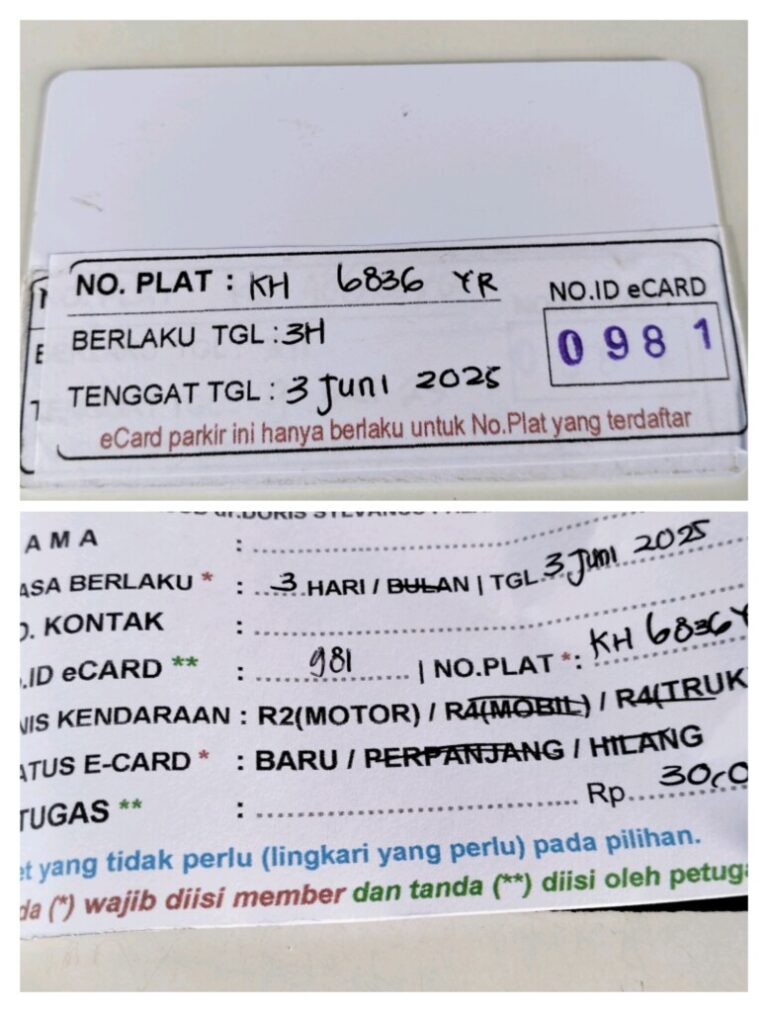 NO. PLAT : KH 6836 YR
NO.ID eCARD
BERLAKU TGL : 3H
0981
TENGGAT TGL : 3 Juni 2025
eCard parkir ini hanya berlaku untuk No.Plat yang terdaftar
AMA :
ASA BERLAKU * : 3 HARI / BULAN | TGL 3 Juni 2025
O. KONTAK :
.ID eCARD ** : 981 | NO.PLAT *: KH 6836 Y
NIS KENDARAAN : R2(MOTOR) / R4(MOBIL) / R4(TRUK
ATUS E-CARD * : BARU / PERPANJANG / HILANG
TUGAS ** : Rp.
et yang tidak perlu (lingkari yang perlu) pada pilihan.
da (*) wajib diisi member dan tanda (**) diisi oleh petuga